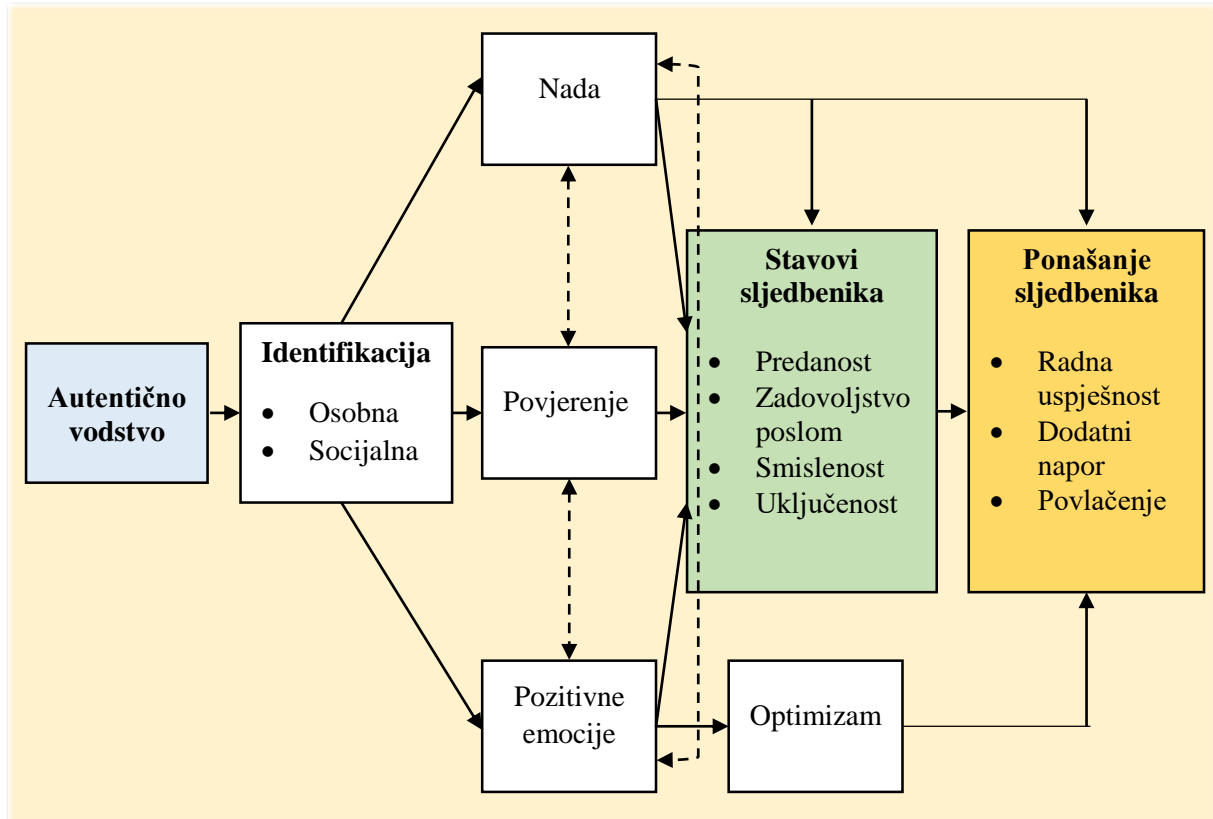 Nada
Autentično
vodstvo
Identifikacija
● Osobna
● Socijalna
Povjerenje
Pozitivne
emocije
Optimizam
Stavovi
sljedbenika
● Predanost
● Zadovoljstvo
poslom
● Smislenost
● Uključenost
Ponašanje
sljedbenika
● Radna
uspješnost
● Dodatni
napor
● Povlačenje